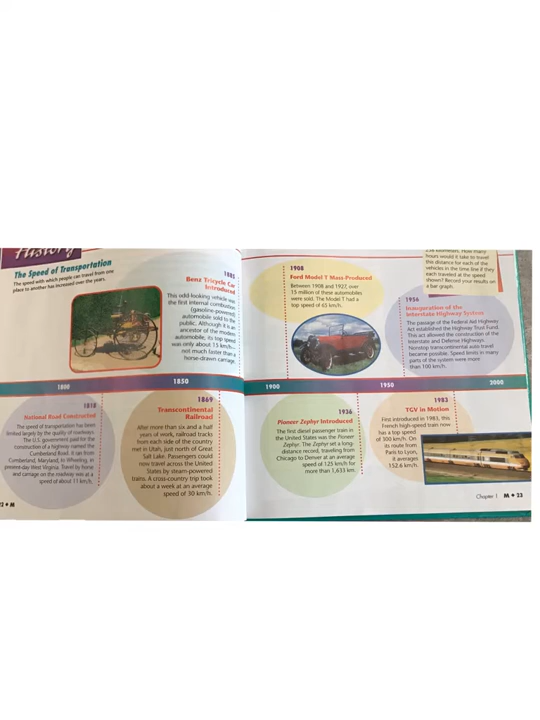 History
The Speed of Transportation
The speed with which people can travel from one
place to another has increased over the years.
1885
Benz Tricycle Car
Introduced
This odd-looking vehicle was
the first internal combustion
(gasoline-powered)
automobile sold to the
public. Although it is an
ancestor of the modern
automobile, its top speed
was only about 15 km/h—
not much faster than a
horse-drawn carriage.
1800
1850
1818
National Road Constructed
The speed of transportation has been
limited largely by the quality of roadways.
The U.S. government paid for the
construction of a highway named the
Cumberland Road. It ran from
Cumberland, Maryland, to Wheeling, in
present-day West Virginia. Travel by horse
and carriage on the roadway was at a
speed of about 11 km/h.
1869
Transcontinental
Railroad
After more than six and a half
years of work, railroad tracks
from each side of the country
met in Utah, just north of Great
Salt Lake. Passengers could
now travel across the United
States by steam-powered
trains. A cross-country trip took
about a week at an average
speed of 30 km/h.
M
hours would it take to travel
this distance for each of the
vehicles in the time line if they
each traveled at the speed
shown? Record your results on
a bar graph.
1908
Ford Model T Mass-Produced
Between 1908 and 1927, over
15 million of these automobiles
were sold. The Model T had a
top speed of 65 km/h.
1956
Inauguration of the
Interstate Highway System
The passage of the Federal Aid Highway
Act established the Highway Trust Fund.
This act allowed the construction of the
Interstate and Defense Highways.
Nonstop transcontinental auto travel
became possible. Speed limits in many
parts of the system were more
than 100 km/h.
1900
1950
2000
1936
Pioneer Zephyr Introduced
The first diesel passenger train in
the United States was the Pioneer
Zephyr. The Zephyr set a long-
distance record, traveling from
Chicago to Denver at an average
speed of 125 km/h for
more than 1,633 km.
1983
TGV in Motion
First introduced in 1983, this
French high-speed train now
has a top speed
of 300 km/h. On
its route from
Paris to Lyon,
it averages
152.6 km/h.
Chapter 1 M ◆ 23